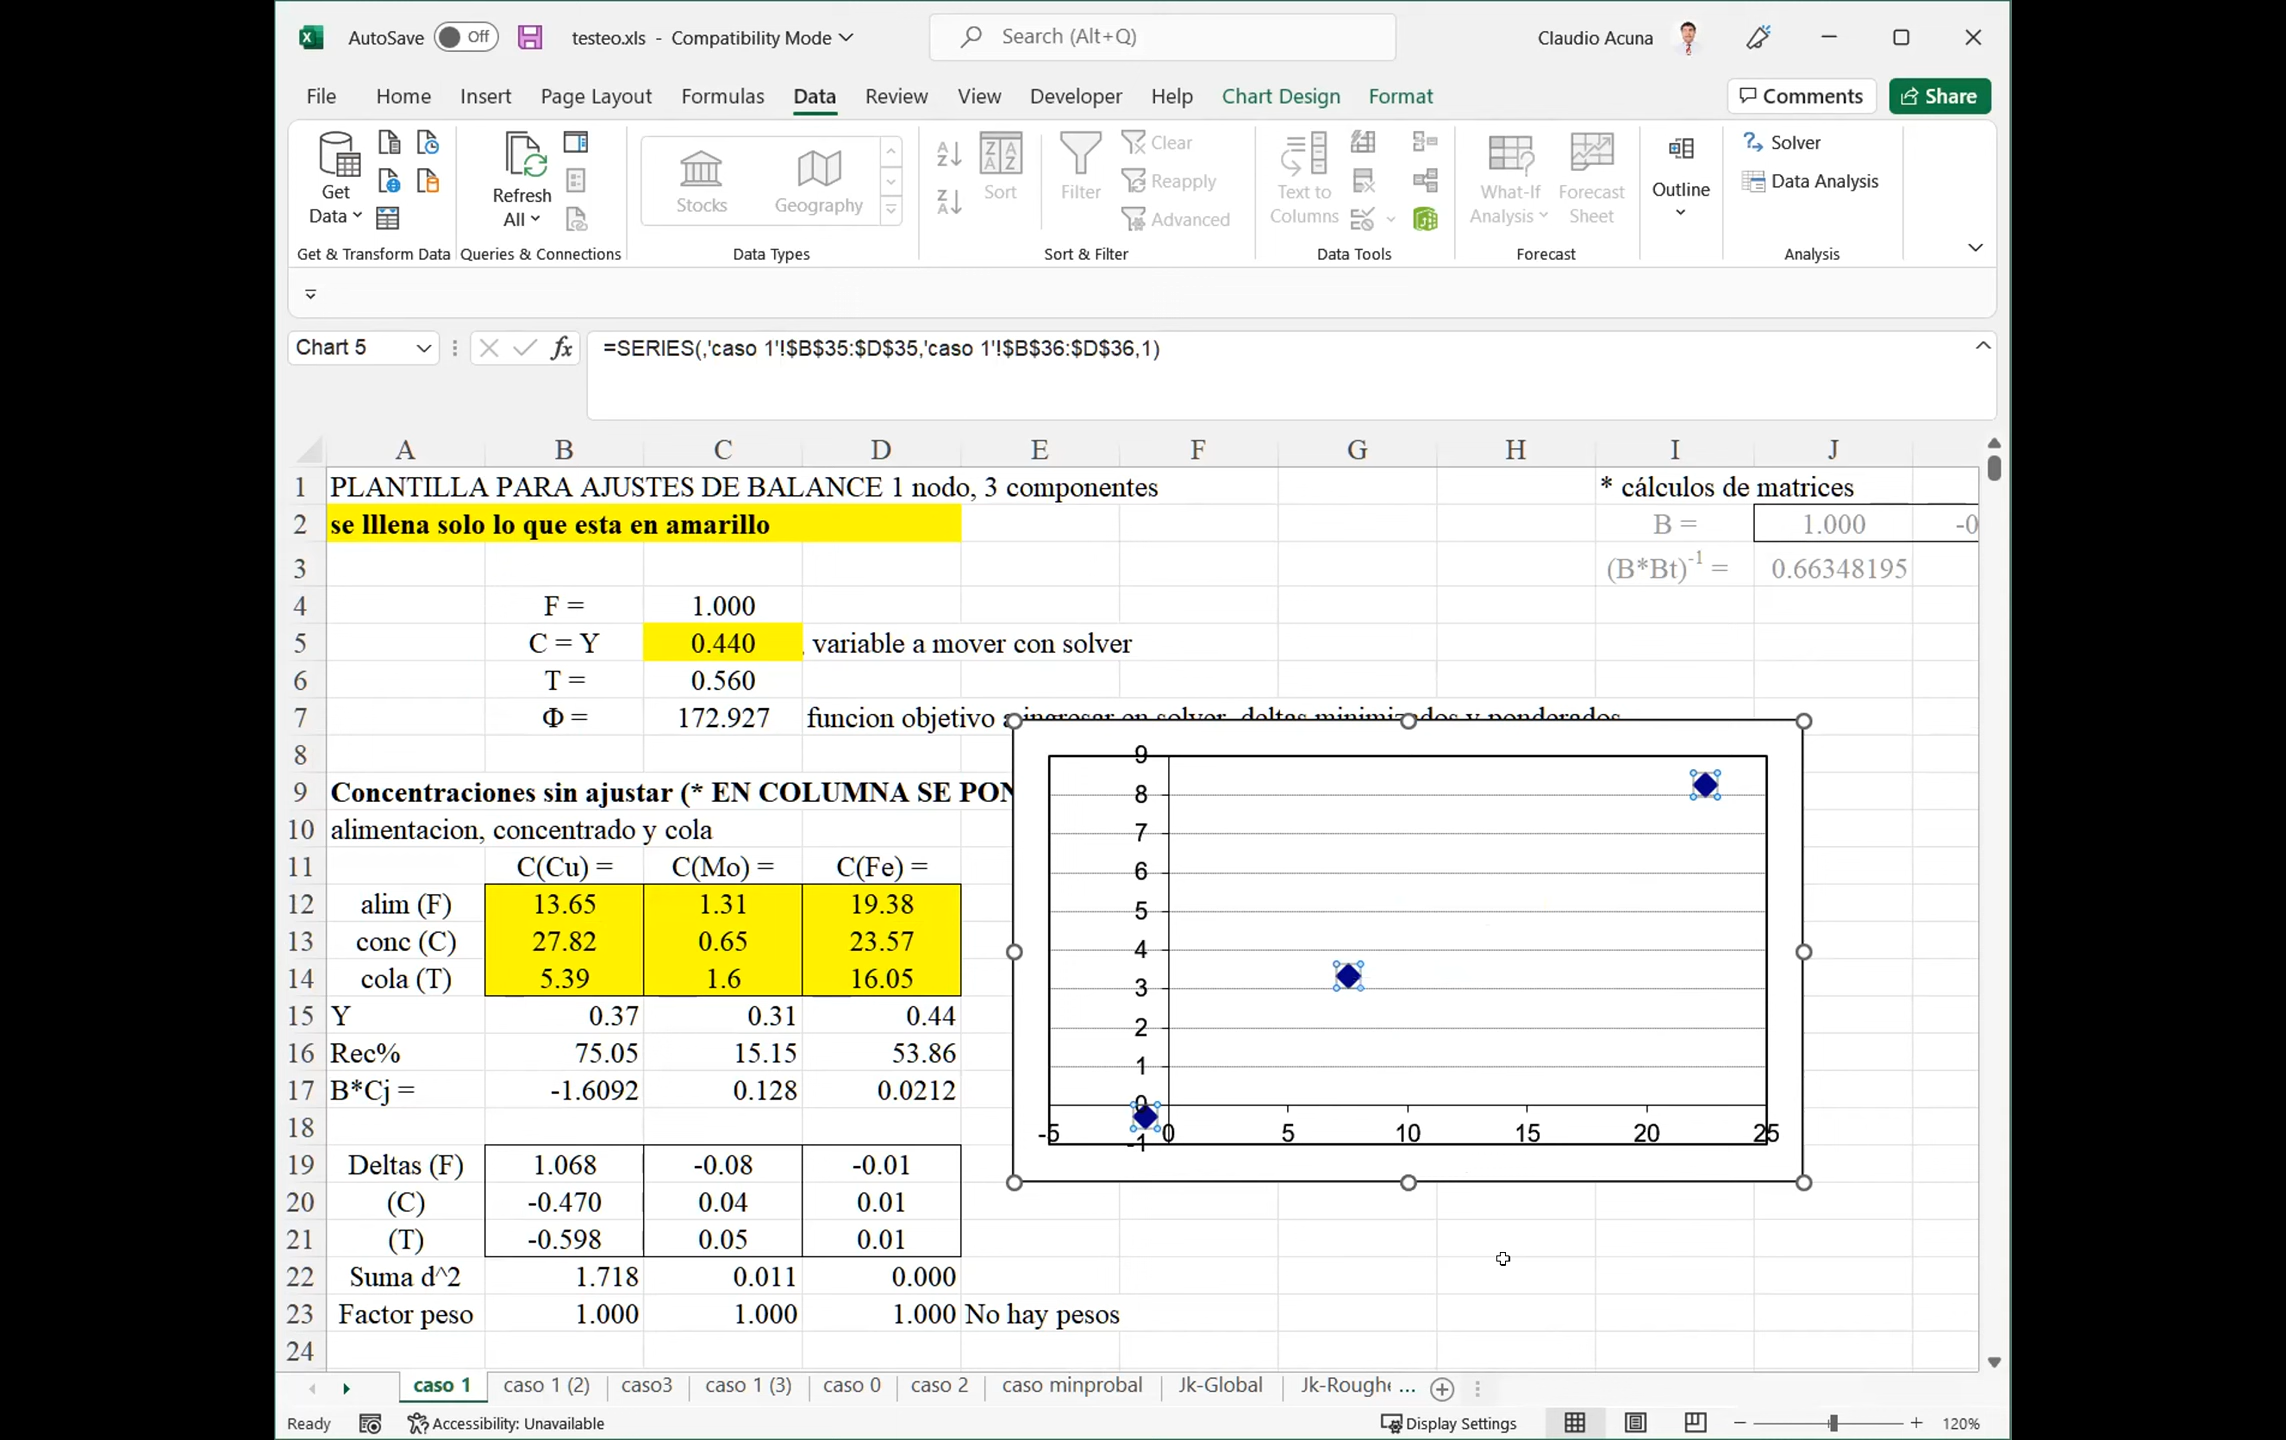 AutoSave Off testeo.xls - Compatibility Mode Search (Alt+Q) Claudio Acuna
File Home Insert Page Layout Formulas Data Review View Developer Help Chart Design Format Comments Share
Get Data
Refresh All
Stocks Geography
Sort Filter Clear Reapply Advanced
Text to Columns
What-If Analysis Forecast Sheet
Outline
Solver
Data Analysis
Get & Transform Data Queries & Connections Data Types Sort & Filter Data Tools Forecast Analysis
Chart 5 fx =SERIES(,'caso 1'!$B$35:$D$35,'caso 1'!$B$36:$D$36,1)
A B C D E F G H I J
1 PLANTILLA PARA AJUSTES DE BALANCE 1 nodo, 3 componentes * cálculos de matrices
2 se lllena solo lo que esta en amarillo B = 1.000 -0
3 (B*Bt)-1 = 0.66348195
4 F = 1.000
5 C = Y 0.440 variable a mover con solver
6 T = 0.560
7 Φ = 172.927 funcion objetivo a ingresar en solver, deltas minimizados y ponderados
8
9 Concentraciones sin ajustar (* EN COLUMNA SE PON
10 alimentacion, concentrado y cola
11 C(Cu) = C(Mo) = C(Fe) =
12 alim (F) 13.65 1.31 19.38
13 conc (C) 27.82 0.65 23.57
14 cola (T) 5.39 1.6 16.05
15 Y 0.37 0.31 0.44
16 Rec% 75.05 15.15 53.86
17 B*Cj = -1.6092 0.128 0.0212
18
19 Deltas (F) 1.068 -0.08 -0.01
20 (C) -0.470 0.04 0.01
21 (T) -0.598 0.05 0.01
22 Suma d^2 1.718 0.011 0.000
23 Factor peso 1.000 1.000 1.000 No hay pesos
24
9
8
7
6
5
4
3
2
1
0
-1
-5 0 5 10 15 20 25
caso 1 caso 1 (2) caso3 caso 1 (3) caso 0 caso 2 caso minprobal Jk-Global Jk-Roughe ...
Ready Accessibility: Unavailable Display Settings 120%